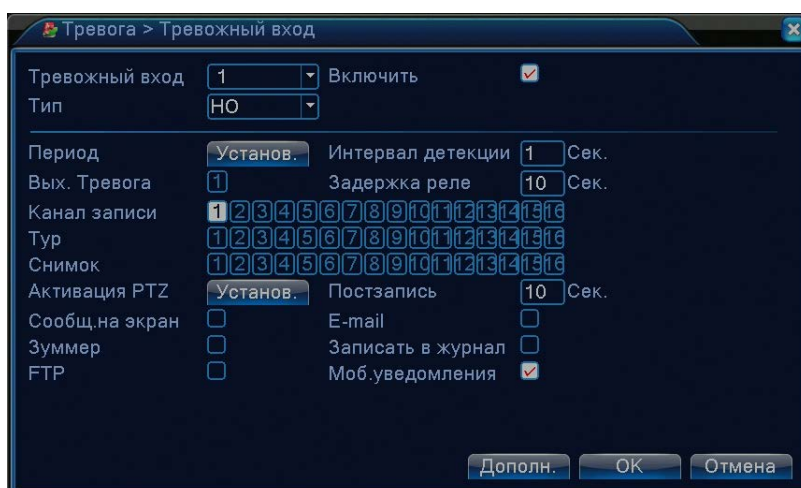 Тревога > Тревожный вход
Тревожный вход 1 Включить
Тип НО
Период Установ. Интервал детекции 1 Сек.
Вых. Тревога 1 Задержка реле 10 Сек.
Канал записи 1 2 3 4 5 6 7 8 9 10 11 12 13 14 15 16
Тур 1 2 3 4 5 6 7 8 9 10 11 12 13 14 15 16
Снимок 1 2 3 4 5 6 7 8 9 10 11 12 13 14 15 16
Активация PTZ Установ. Постзапись 10 Сек.
Сообщ.на экран E-mail
Зуммер Записать в журнал
FTP Моб.уведомления
Дополн. OK Отмена